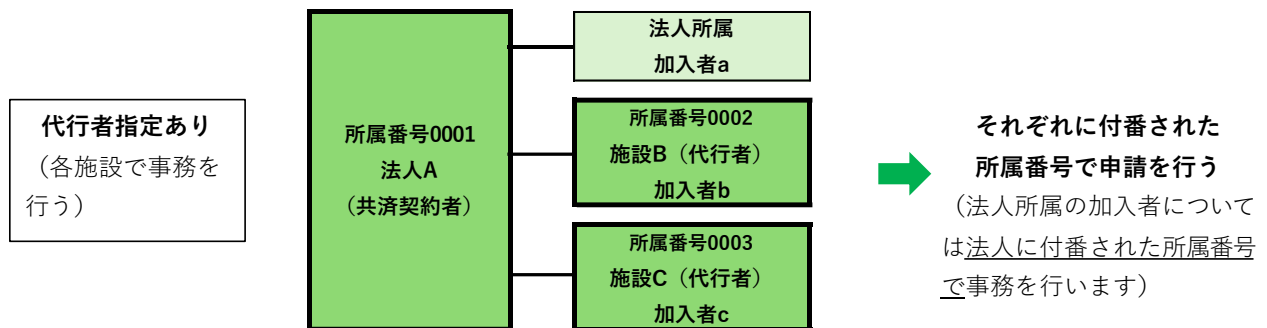 代行者指定あり
（各施設で事務を
行う）
所属番号0001
法人A
（共済契約者）
法人所属
加入者a
所属番号0002
施設B（代行者）
加入者b
所属番号0003
施設C（代行者）
加入者c
それぞれに付番された
所属番号で申請を行う
（法人所属の加入者について
は法人に付番された所属番号
で事務を行います）